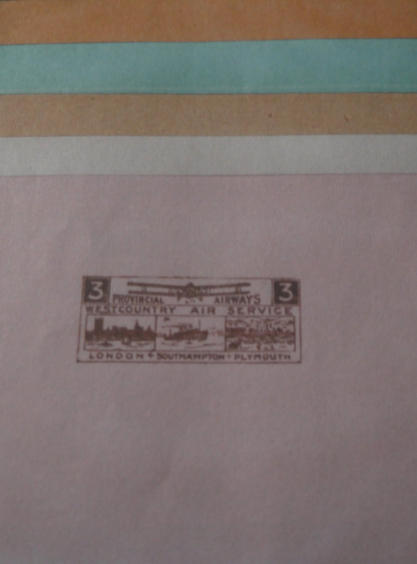 3 3
PROVINCIAL AIRWAYS
WESTCOUNTRY AIR SERVICE
LONDON + SOUTHAMPTON + PLYMOUTH